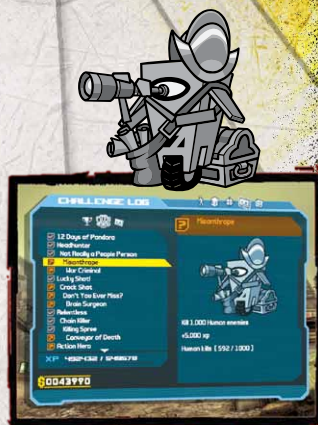 CHALLENGE LOG
12 Days of Pandora
Headhunter
Not Really a People Person
Misanthrope
War Criminal
Lucky Shot!
Crack Shot
Don't You Ever Miss?
Brain Surgeon
Relentless
Chain Killer
Killing Spree
Conveyor of Death
Action Hero
XP
$0043990
Misanthrope
Kill 1,000 Human enemies
+5,000 xp
Human kills [ 592 / 1000 ]